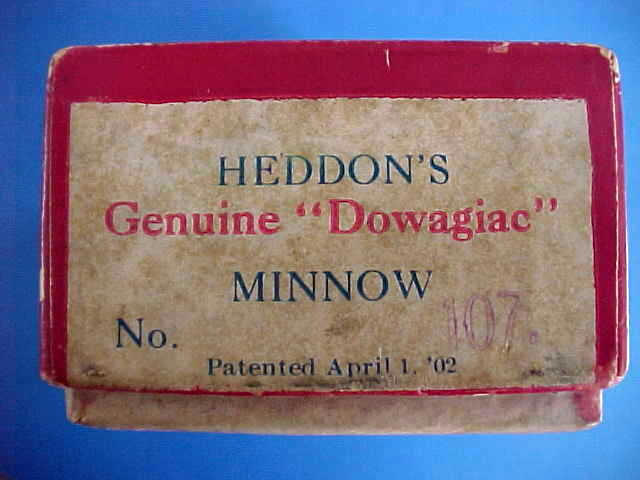 HEDDON'S
Genuine "Dowagiac"
MINNOW
No. 107.
Patented April 1. '02